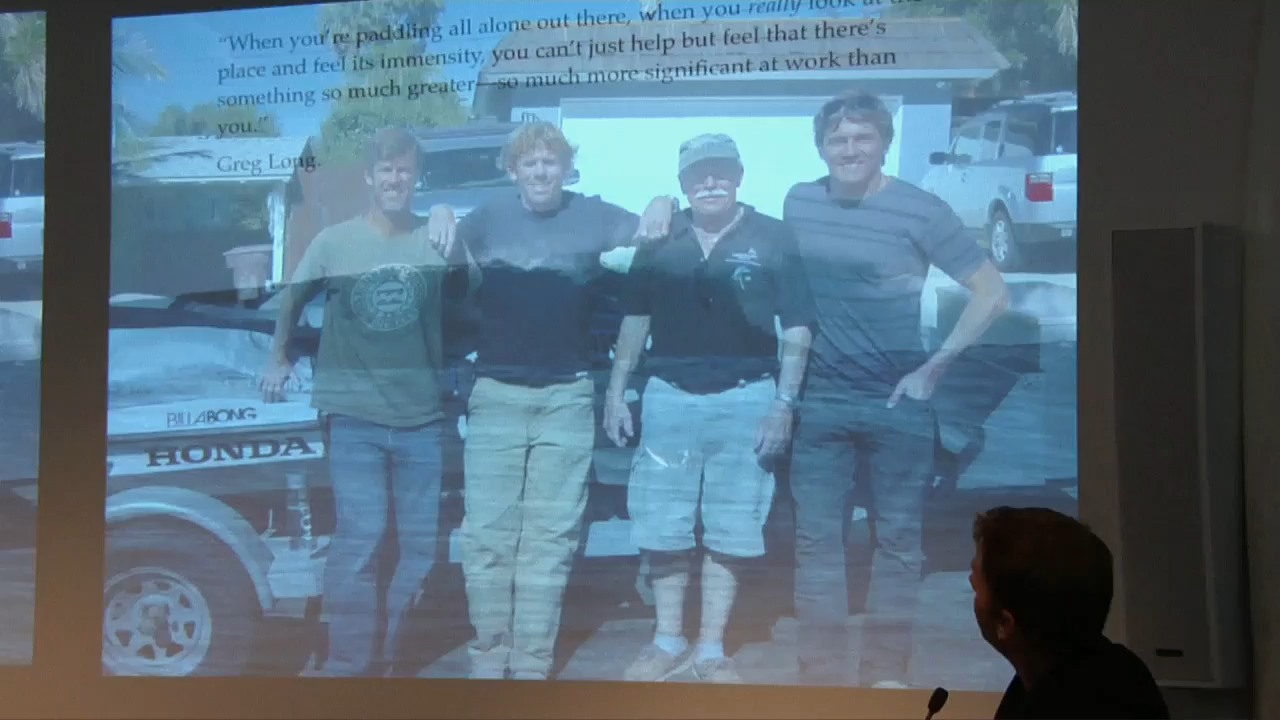 “When you’re paddling all alone out there, when you really look at the
place and feel its immensity, you can’t just help but feel that there’s
something so much greater—so much more significant at work than
you.”
Greg Long.
BILLABONG
HONDA